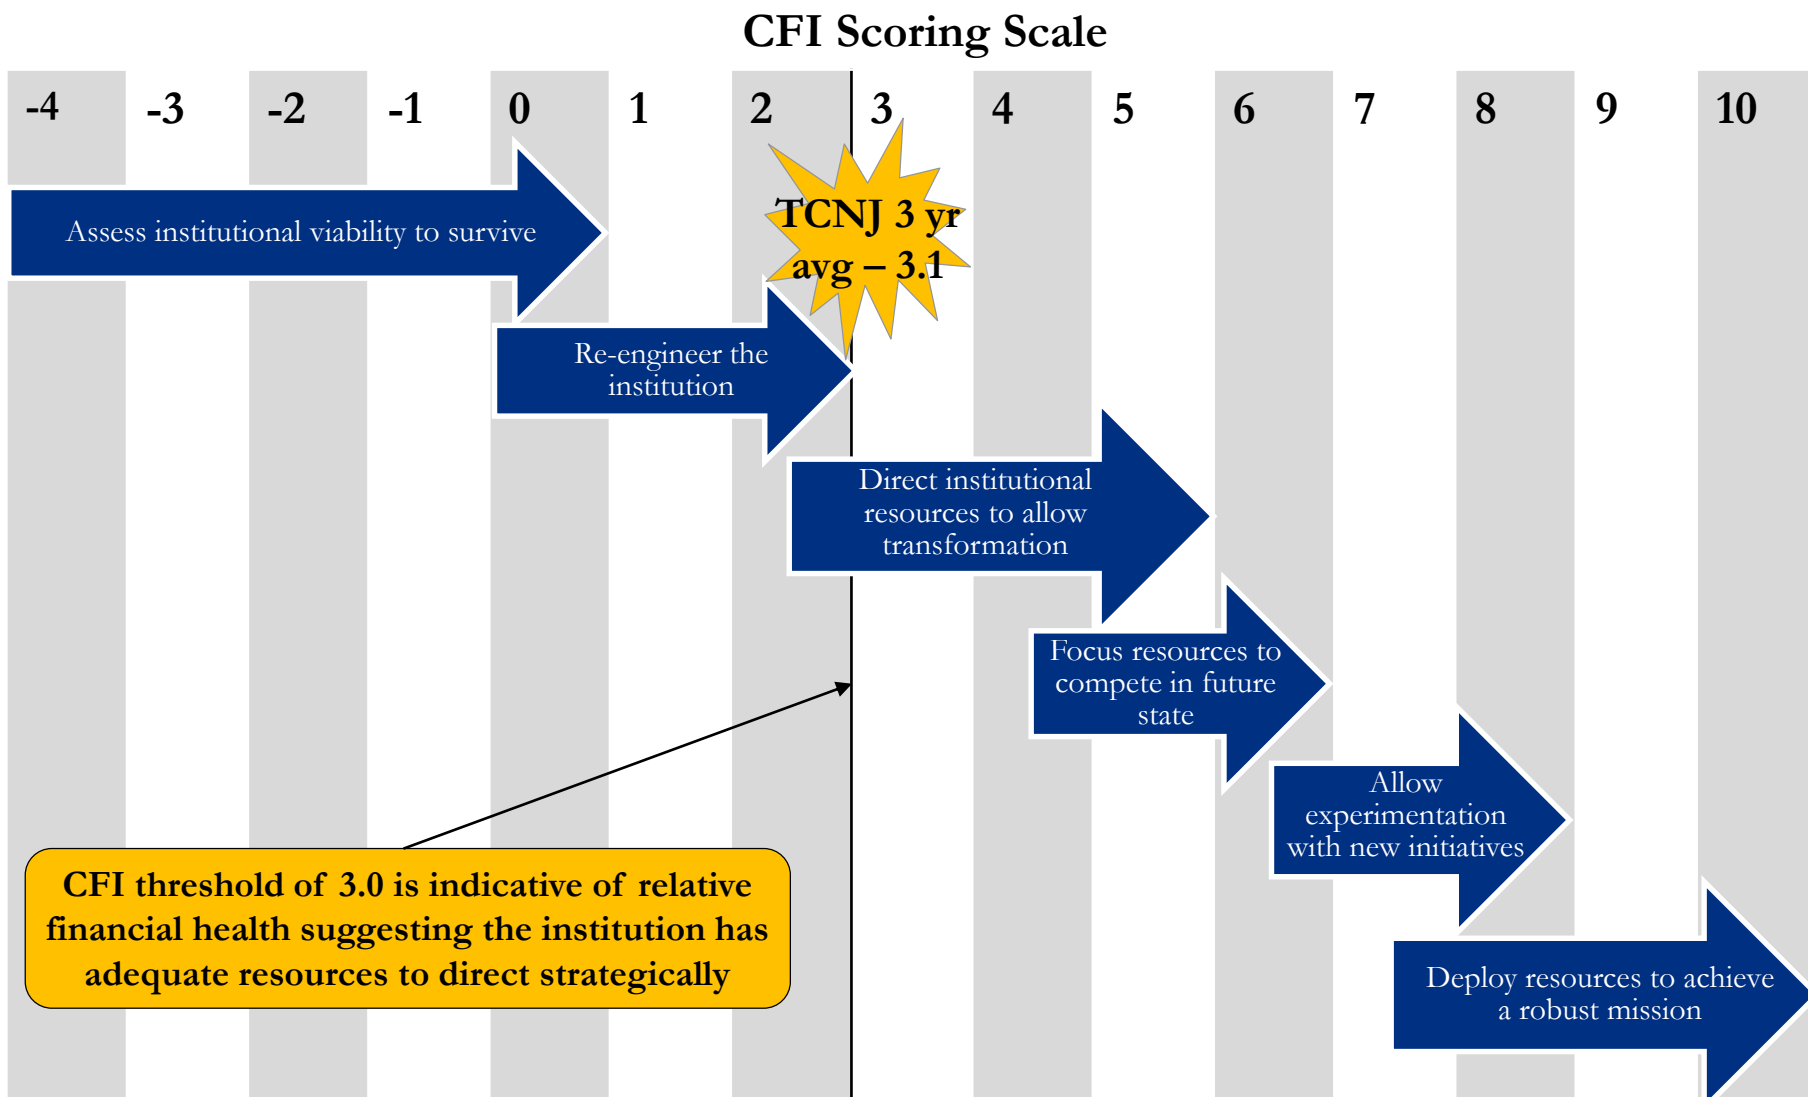 CFI Scoring Scale
-4 -3 -2 -1 0 1 2 3 4 5 6 7 8 9 10
Assess institutional viability to survive
TCNJ 3 yr
avg – 3.1
Re-engineer the
institution
Direct institutional
resources to allow
transformation
Focus resources to
compete in future
state
Allow
experimentation
with new initiatives
CFI threshold of 3.0 is indicative of relative
financial health suggesting the institution has
adequate resources to direct strategically
Deploy resources to achieve
a robust mission